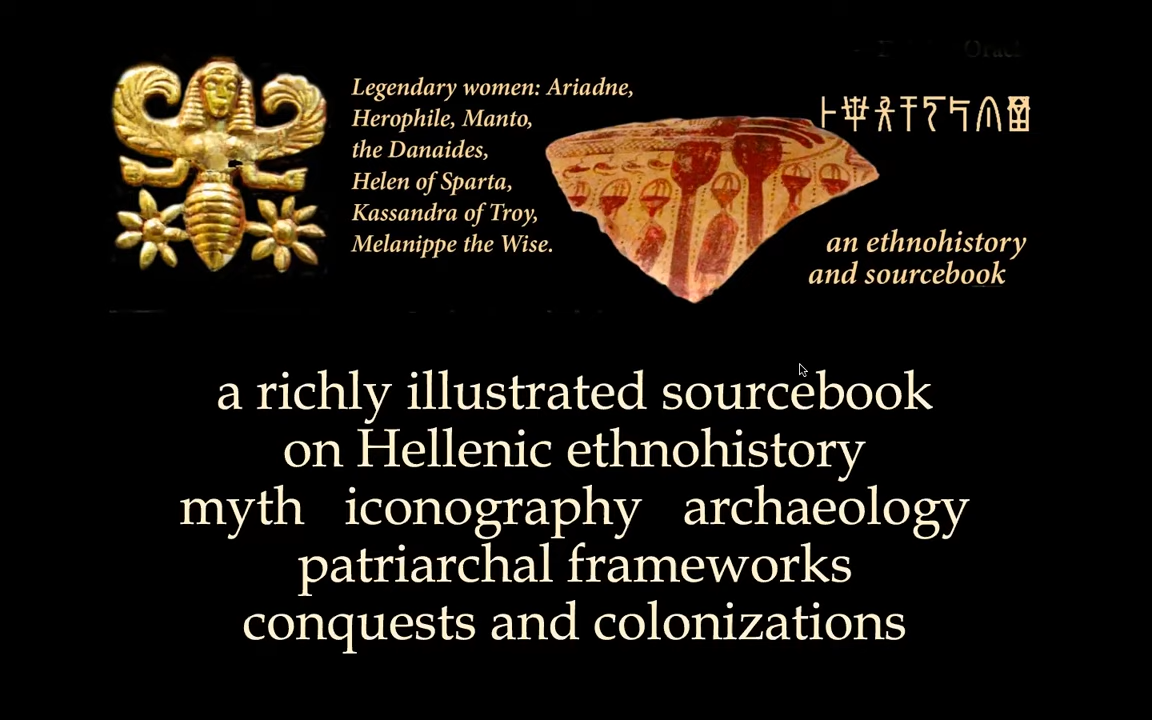 Legendary women: Ariadne,
Herophile, Manto,
the Danaides,
Helen of Sparta,
Kassandra of Troy,
Melanippe the Wise.
an ethnohistory
and sourcebook
a richly illustrated sourcebook
on Hellenic ethnohistory
myth iconography archaeology
patriarchal frameworks
conquests and colonizations